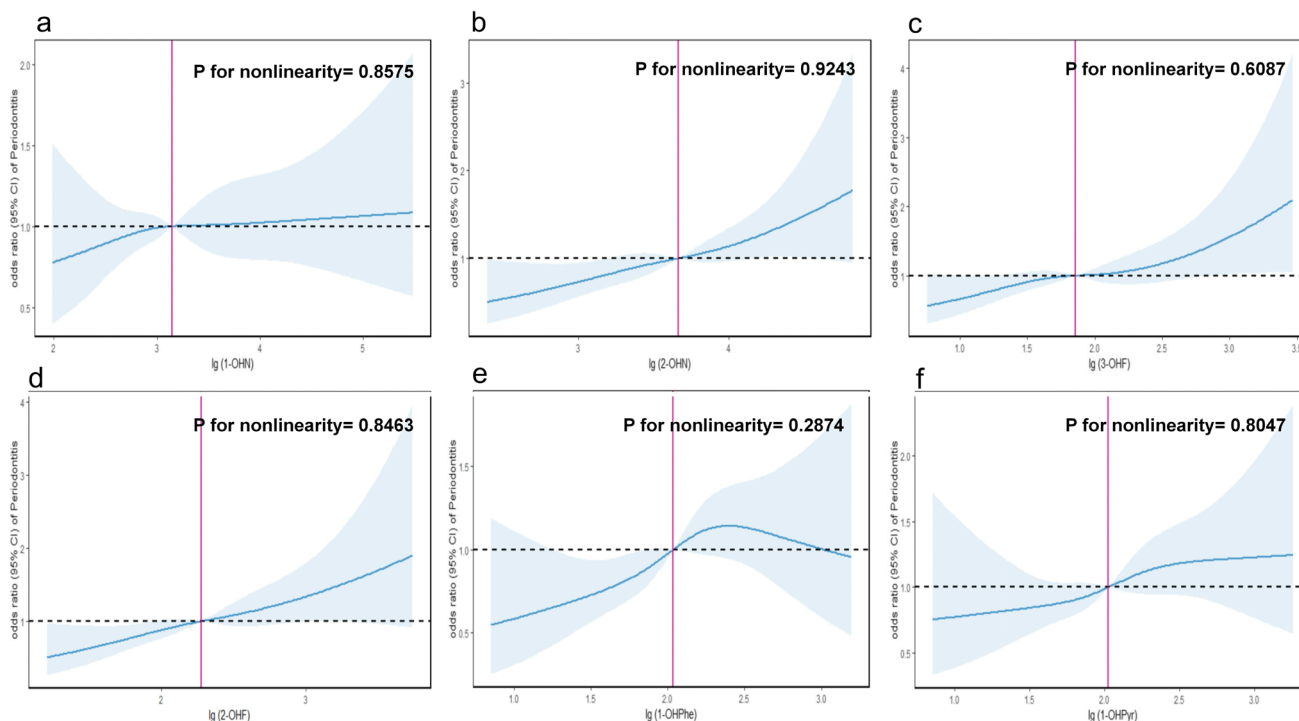 a
P for nonlinearity= 0.8575
odds ratio (95% CI) of Periodontitis
2.0
1.5
1.0
0.5
2
3
4
5
lg (1-OHN)
b
P for nonlinearity= 0.9243
odds ratio (95% CI) of Periodontitis
3
2
1
3
4
lg (2-OHN)
c
P for nonlinearity= 0.6087
odds ratio (95% CI) of Periodontitis
4
3
2
1
1.0
1.5
2.0
2.5
3.0
3.5
lg (3-OHF)
d
P for nonlinearity= 0.8463
odds ratio (95% CI) of Periodontitis
4
3
2
1
2
3
lg (2-OHF)
e
P for nonlinearity= 0.2874
odds ratio (95% CI) of Periodontitis
1.5
1.0
0.5
1.0
1.5
2.0
2.5
3.0
lg (1-OHPhe)
f
P for nonlinearity= 0.8047
odds ratio (95% CI) of Periodontitis
2.0
1.5
1.0
0.5
1.0
1.5
2.0
2.5
3.0
lg (1-OHPyr)